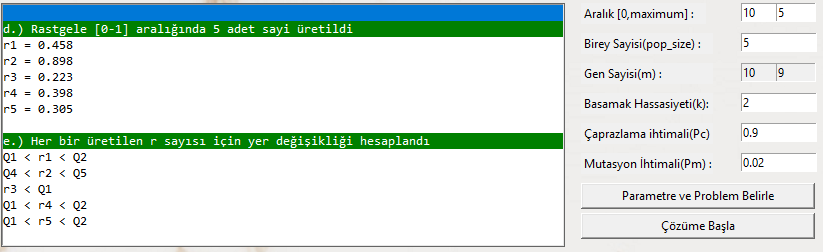 d.) Rastgele [0-1] aralığında 5 adet sayi üretildi
r1 = 0.458
r2 = 0.898
r3 = 0.223
r4 = 0.398
r5 = 0.305
e.) Her bir üretilen r sayısı için yer değişikliği hesaplandı
Q1 < r1 < Q2
Q4 < r2 < Q5
r3 < Q1
Q1 < r4 < Q2
Q1 < r5 < Q2
Aralık [0,maximum] : 10 5
Birey Sayisi(pop_size) : 5
Gen Sayisi(m) : 10 9
Basamak Hassasiyeti(k): 2
Çaprazlama ihtimali(Pc) 0.9
Mutasyon İhtimali(Pm) : 0.02
Parametre ve Problem Belirle
Çözüme Başla